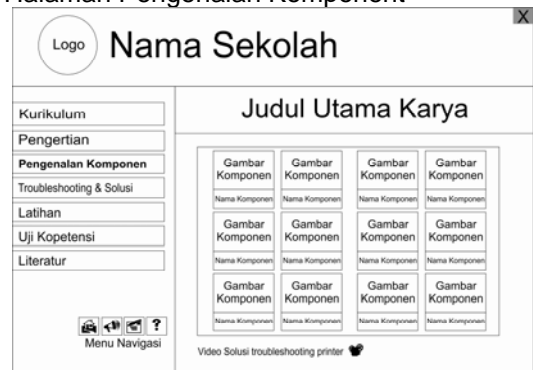 Halaman Pengenalan Komponent
X
Logo
Nama Sekolah
Judul Utama Karya
Kurikulum
Pengertian
Pengenalan Komponen
Troubleshooting & Solusi
Latihan
Uji Kopetensi
Literatur
?
Menu Navigasi
Gambar Gambar Gambar Gambar
Komponen Komponen Komponen Komponen
Nama Komponen Nama Komponen Nama Komponen Nama Komponen
Gambar Gambar Gambar Gambar
Komponen Komponen Komponen Komponen
Nama Komponen Nama Komponen Nama Komponen Nama Komponen
Gambar Gambar Gambar Gambar
Komponen Komponen Komponen Komponen
Nama Komponen Nama Komponen Nama Komponen Nama Komponen
Video Solusi troubleshooting printer